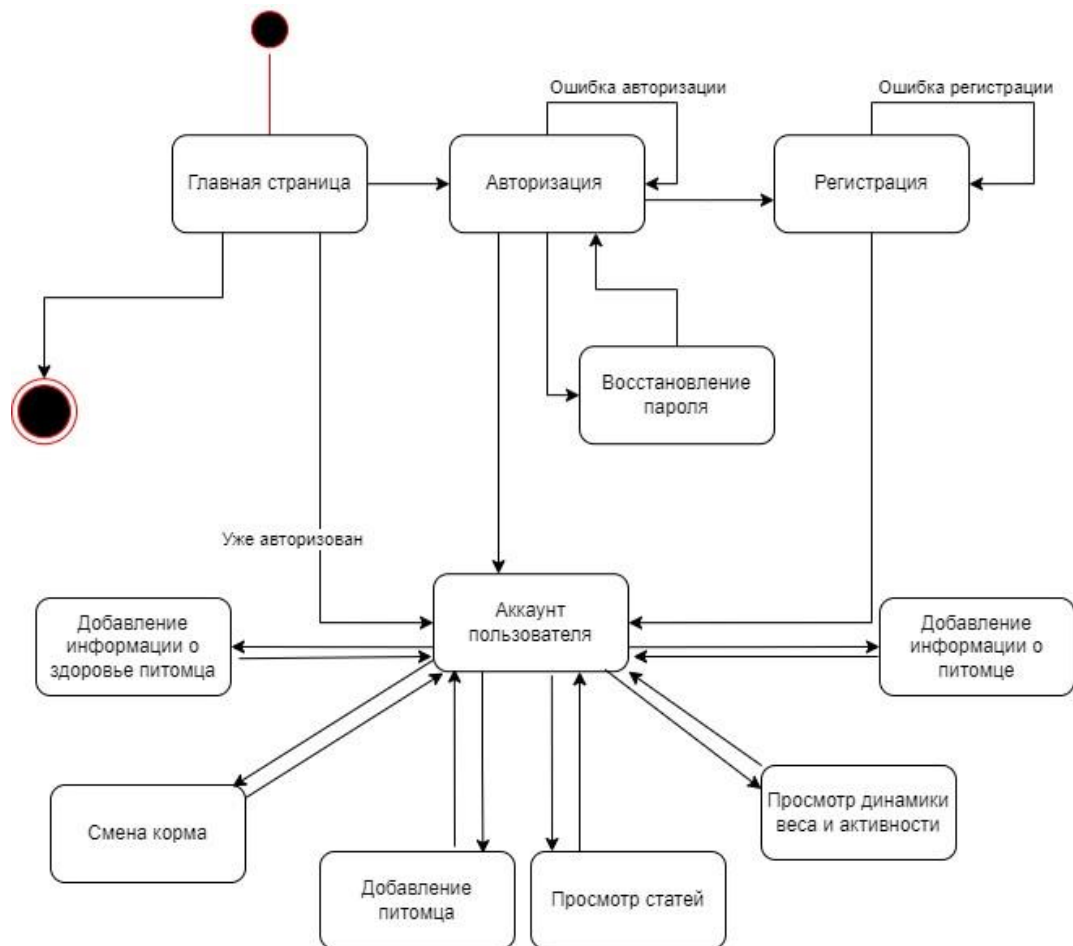 Ошибка авторизации
Ошибка регистрации
Главная страница
Авторизация
Регистрация
Восстановление
пароля
Уже авторизован
Аккаунт
пользователя
Добавление
информации о
здоровье питомца
Добавление
информации о
питомце
Смена корма
Добавление
питомца
Просмотр статей
Просмотр динамики
веса и активности